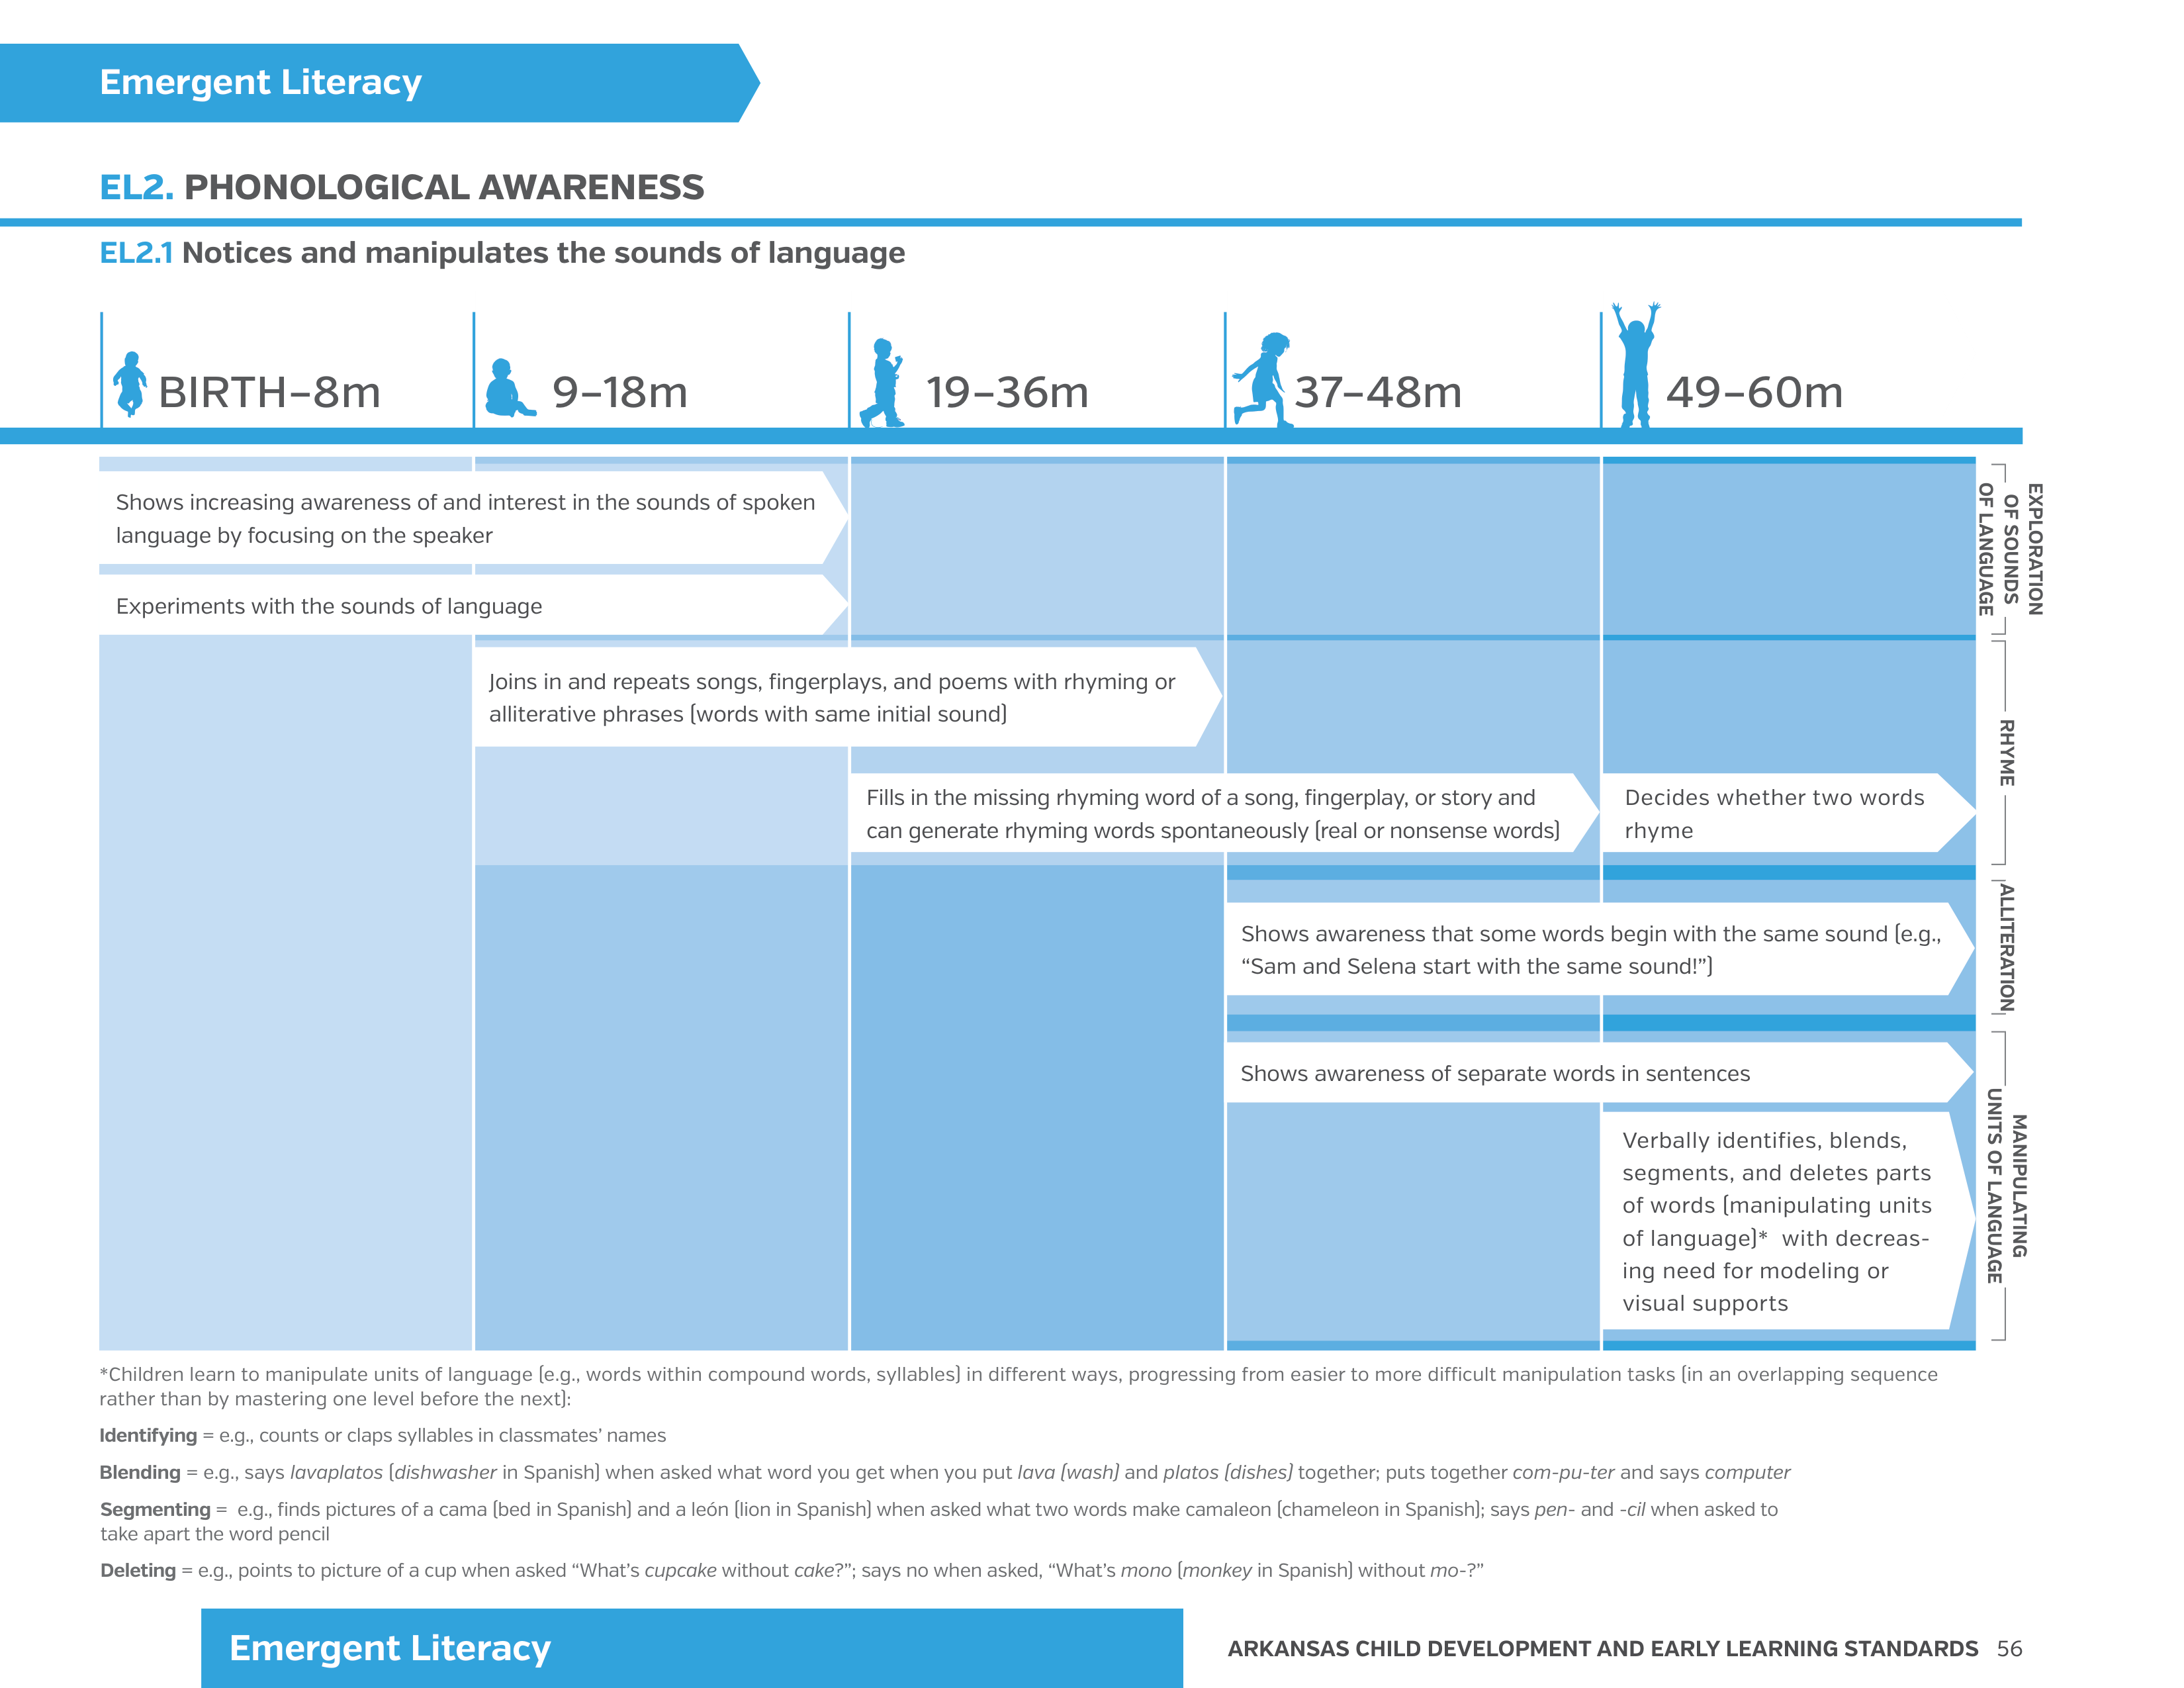 Emergent Literacy
EL2. PHONOLOGICAL AWARENESS
EL2.1 Notices and manipulates the sounds of language
BIRTH–8m
9–18m
19–36m
37–48m
49–60m
Shows increasing awareness of and interest in the sounds of spoken
language by focusing on the speaker
Experiments with the sounds of language
EXPLORATION
OF SOUNDS
OF LANGUAGE
Joins in and repeats songs, fingerplays, and poems with rhyming or
alliterative phrases (words with same initial sound)
Fills in the missing rhyming word of a song, fingerplay, or story and
can generate rhyming words spontaneously (real or nonsense words)
Decides whether two words
rhyme
RHYME
Shows awareness that some words begin with the same sound (e.g.,
“Sam and Selena start with the same sound!”)
ALLITERATION
Shows awareness of separate words in sentences
Verbally identifies, blends,
segments, and deletes parts
of words (manipulating units
of language)* with decreas-
ing need for modeling or
visual supports
MANIPULATING
UNITS OF LANGUAGE
*Children learn to manipulate units of language (e.g., words within compound words, syllables) in different ways, progressing from easier to more difficult manipulation tasks (in an overlapping sequence
rather than by mastering one level before the next):
Identifying = e.g., counts or claps syllables in classmates’ names
Blending = e.g., says lavaplatos (dishwasher in Spanish) when asked what word you get when you put lava (wash) and platos (dishes) together; puts together com-pu-ter and says computer
Segmenting = e.g., finds pictures of a cama (bed in Spanish) and a león (lion in Spanish) when asked what two words make camaleon (chameleon in Spanish); says pen- and -cil when asked to
take apart the word pencil
Deleting = e.g., points to picture of a cup when asked “What’s cupcake without cake?”; says no when asked, “What’s mono (monkey in Spanish) without mo-?”
Emergent Literacy
ARKANSAS CHILD DEVELOPMENT AND EARLY LEARNING STANDARDS 56